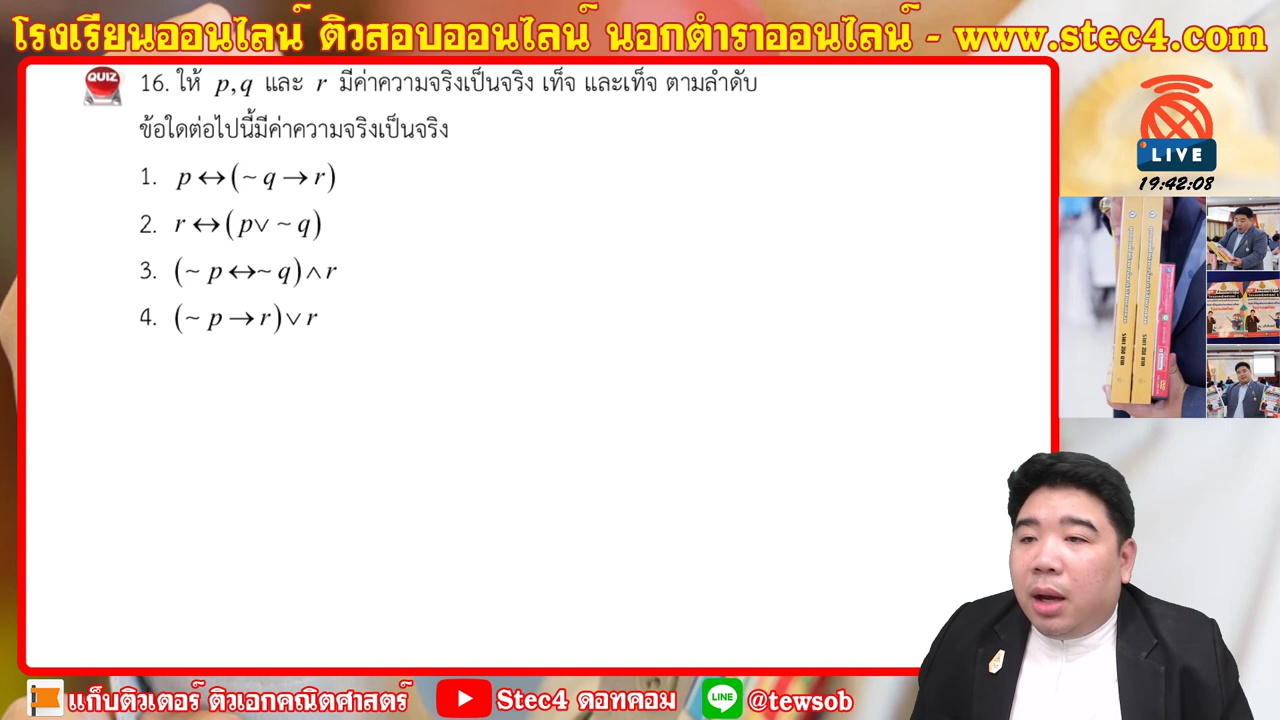 โรงเรียนออนไลน์ ติวสอบออนไลน์ นอกตำราออนไลน์ - www.stec4.com
QUIZ 16. ให้ p,q และ r มีค่าความจริงเป็นจริง เท็จ และเท็จ ตามลำดับ
ข้อใดต่อไปนี้มีค่าความจริงเป็นจริง
1. p↔(~q→r)
2. r↔(p∨~q)
3. (~p↔~q)∧r
4. (~p→r)∨r
LIVE
19:42:08
แก็บติวเตอร์ ติวเอกคณิตศาสตร์
Stec4 ดอทคอม
LINE @tewsob